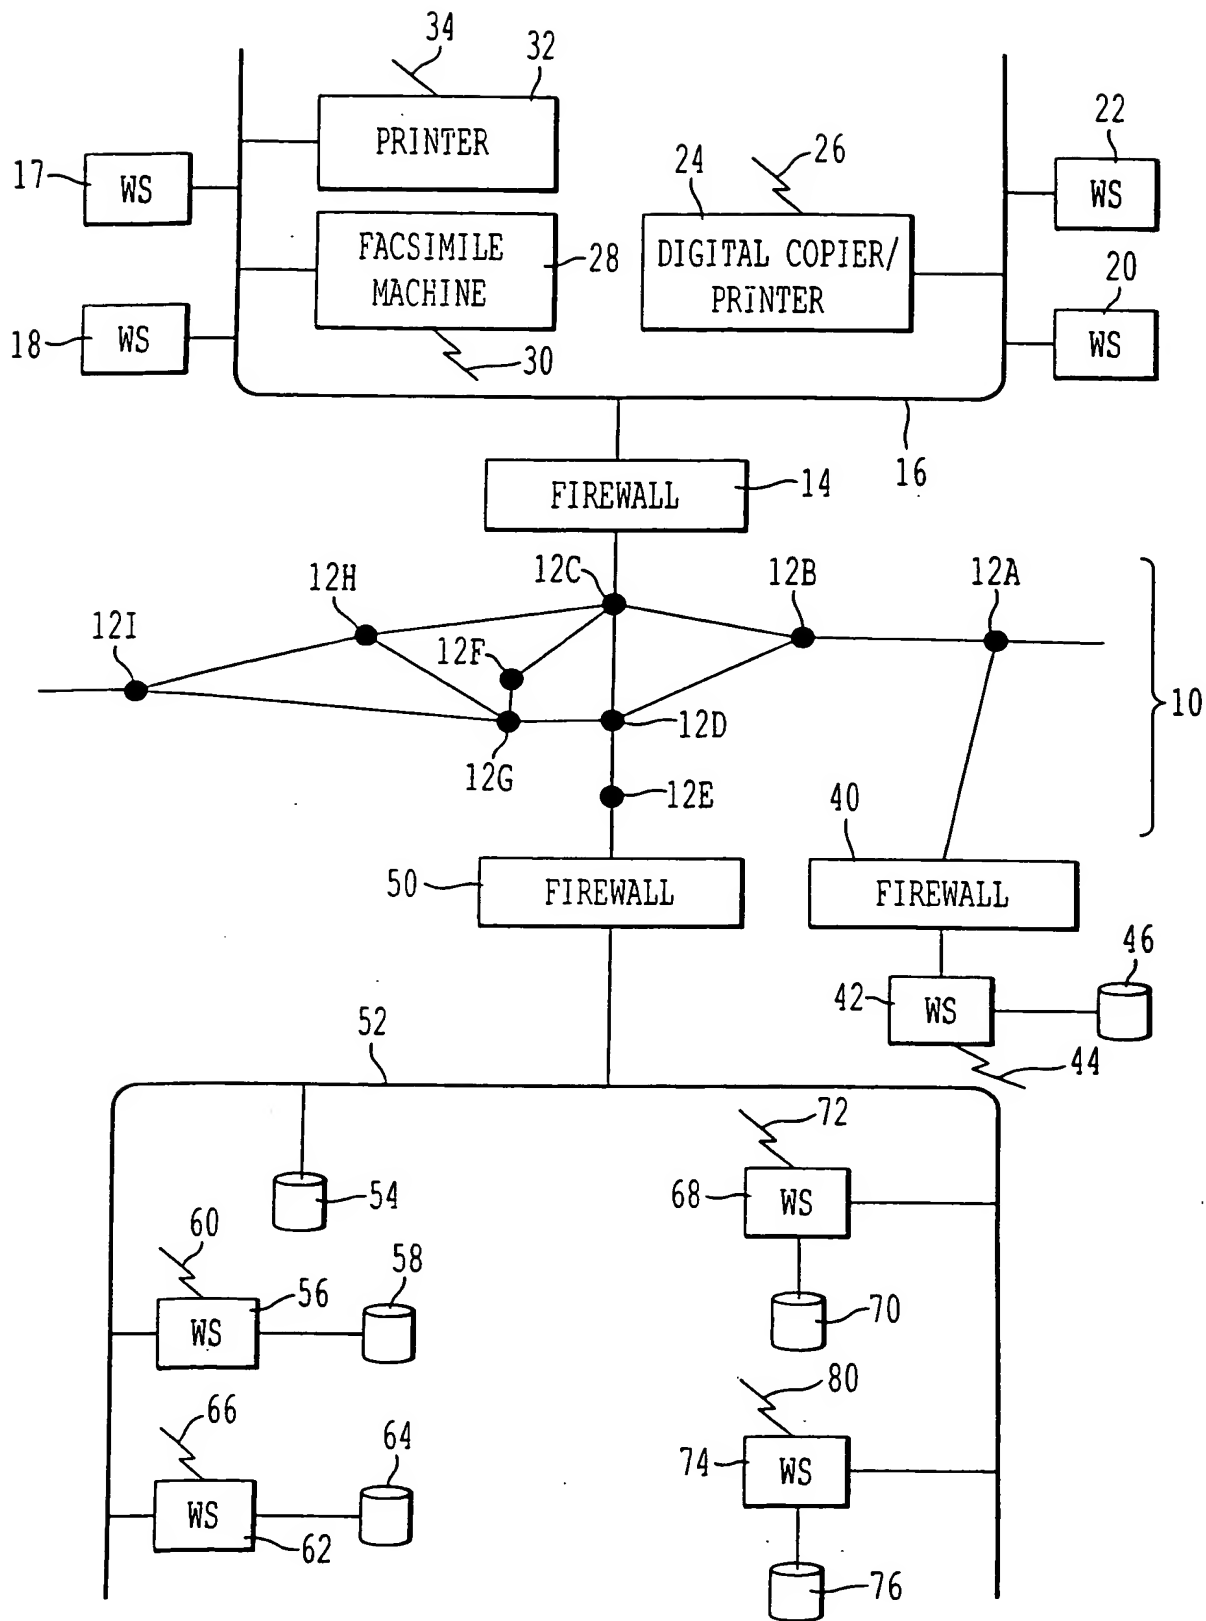 34
32
PRINTER
17
WS
22
WS
24
26
FACSIMILE
MACHINE
28
DIGITAL COPIER/
PRINTER
20
18
WS
WS
30
16
FIREWALL
14
12C
12H
12B
12A
12I
12F
10
12D
12G
12E
40
50
FIREWALL
FIREWALL
46
42
WS
52
44
72
54
68
WS
60
58
56
WS
70
80
66
64
74
WS
WS
62
76